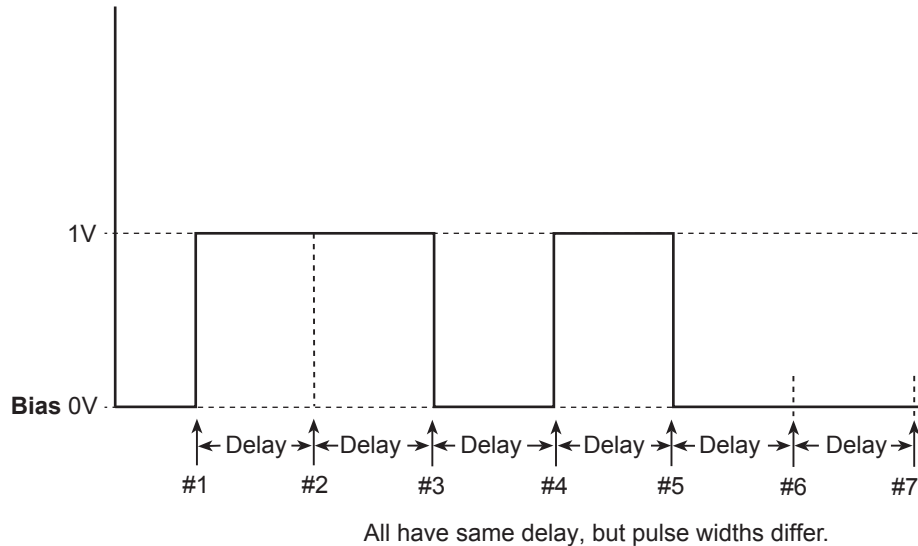 1V
Bias 0V
Delay Delay Delay Delay Delay Delay
#1 #2 #3 #4 #5 #6 #7
All have same delay, but pulse widths differ.